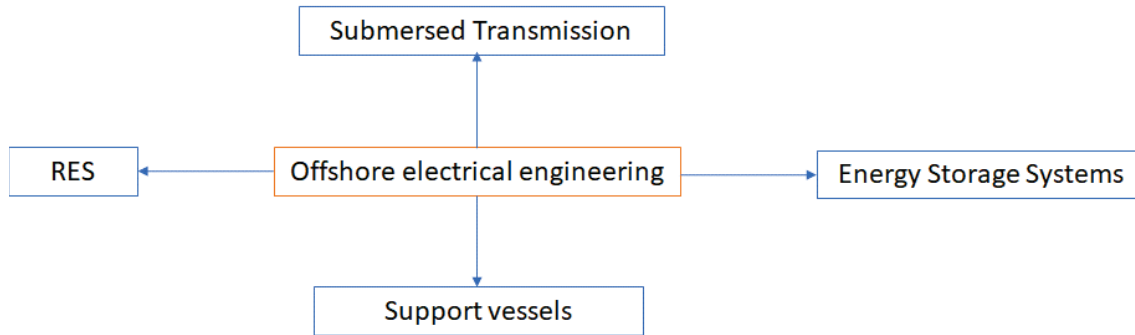 Submersed Transmission
RES
Offshore electrical engineering
Energy Storage Systems
Support vessels